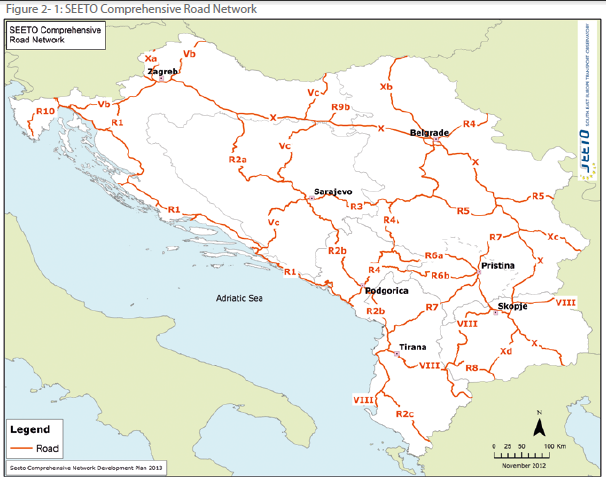 Figure 2- 1: SEETO Comprehensive Road Network
SEETO Comprehensive
Road Network
SEETO
SOUTH EAST EUROPE TRANSPORT OBSERVATORY
Xa
Vb
Zagreb
Xb
Vc
R9b
R10
Vb
R1
X
X
R4
Belgrade
Vc
R2a
X
Sarajevo
R3
R5
R1
R4
R5
Vc
R7
Xc
R2b
R6a
X
R1
R4
R6b
Pristina
Podgorica
R2b
R7
VIII
Skopje
VIII
Tirana
Xd
X
VIII
R8
VIII
R2c
Adriatic Sea
Legend
Road
Seeto Comprehensive Network Development Plan 2013
N
0 25 50 100 Km
November 2012